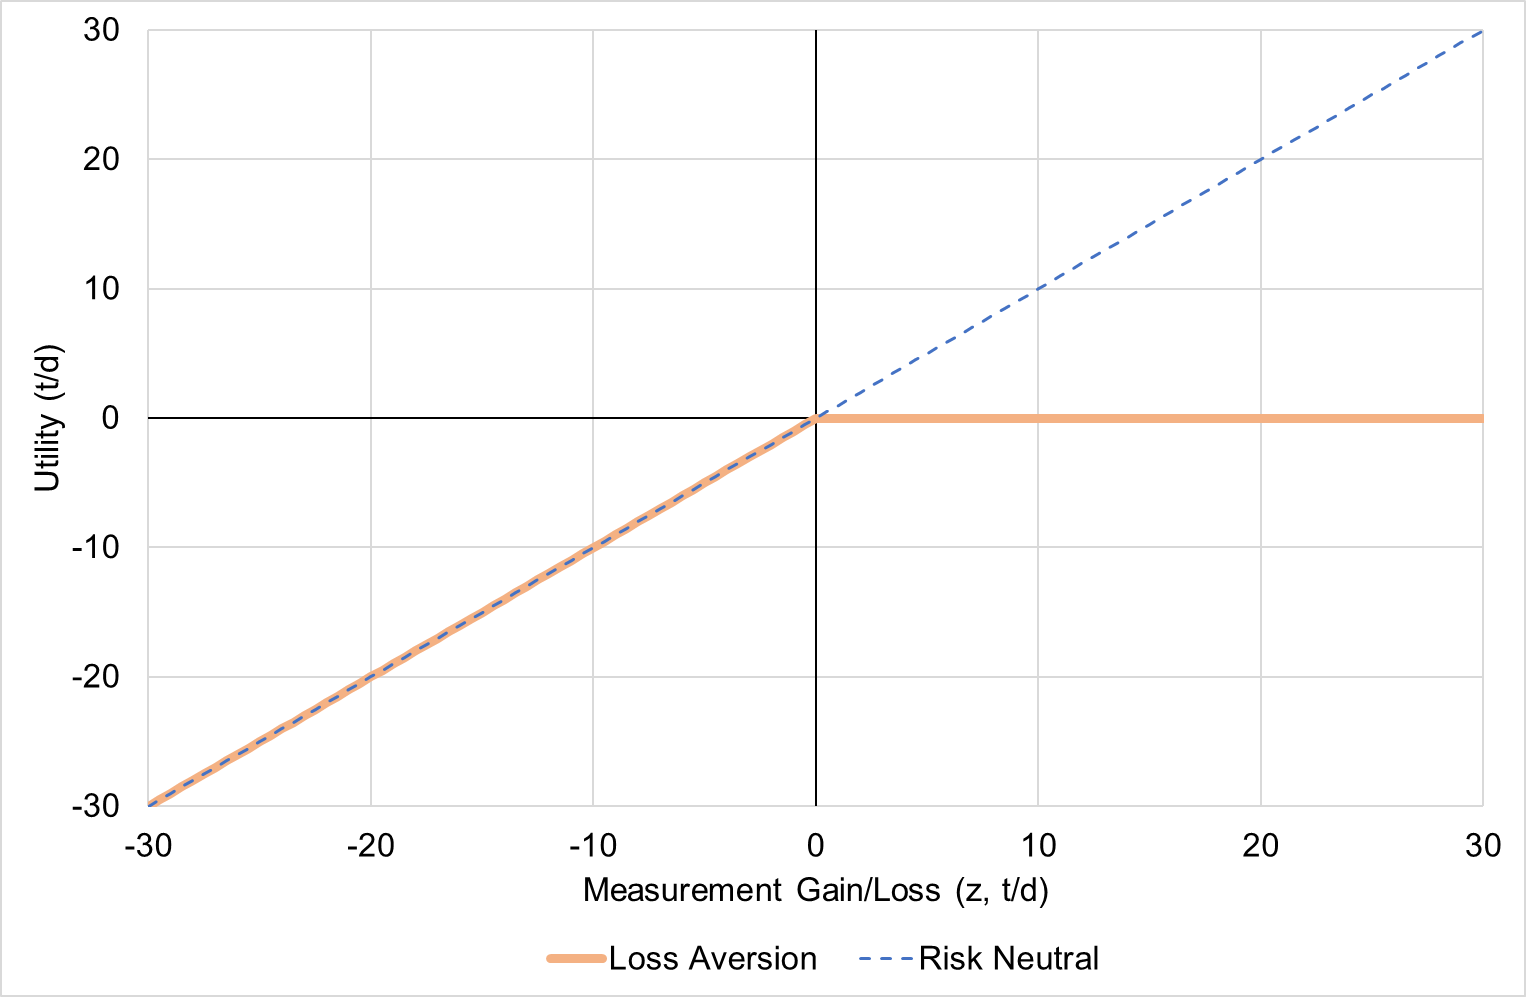 30
20
10
0
-10
-20
-30
Utility (t/d)
-30 -20 -10 0 10 20 30
Measurement Gain/Loss (z, t/d)
Loss Aversion Risk Neutral